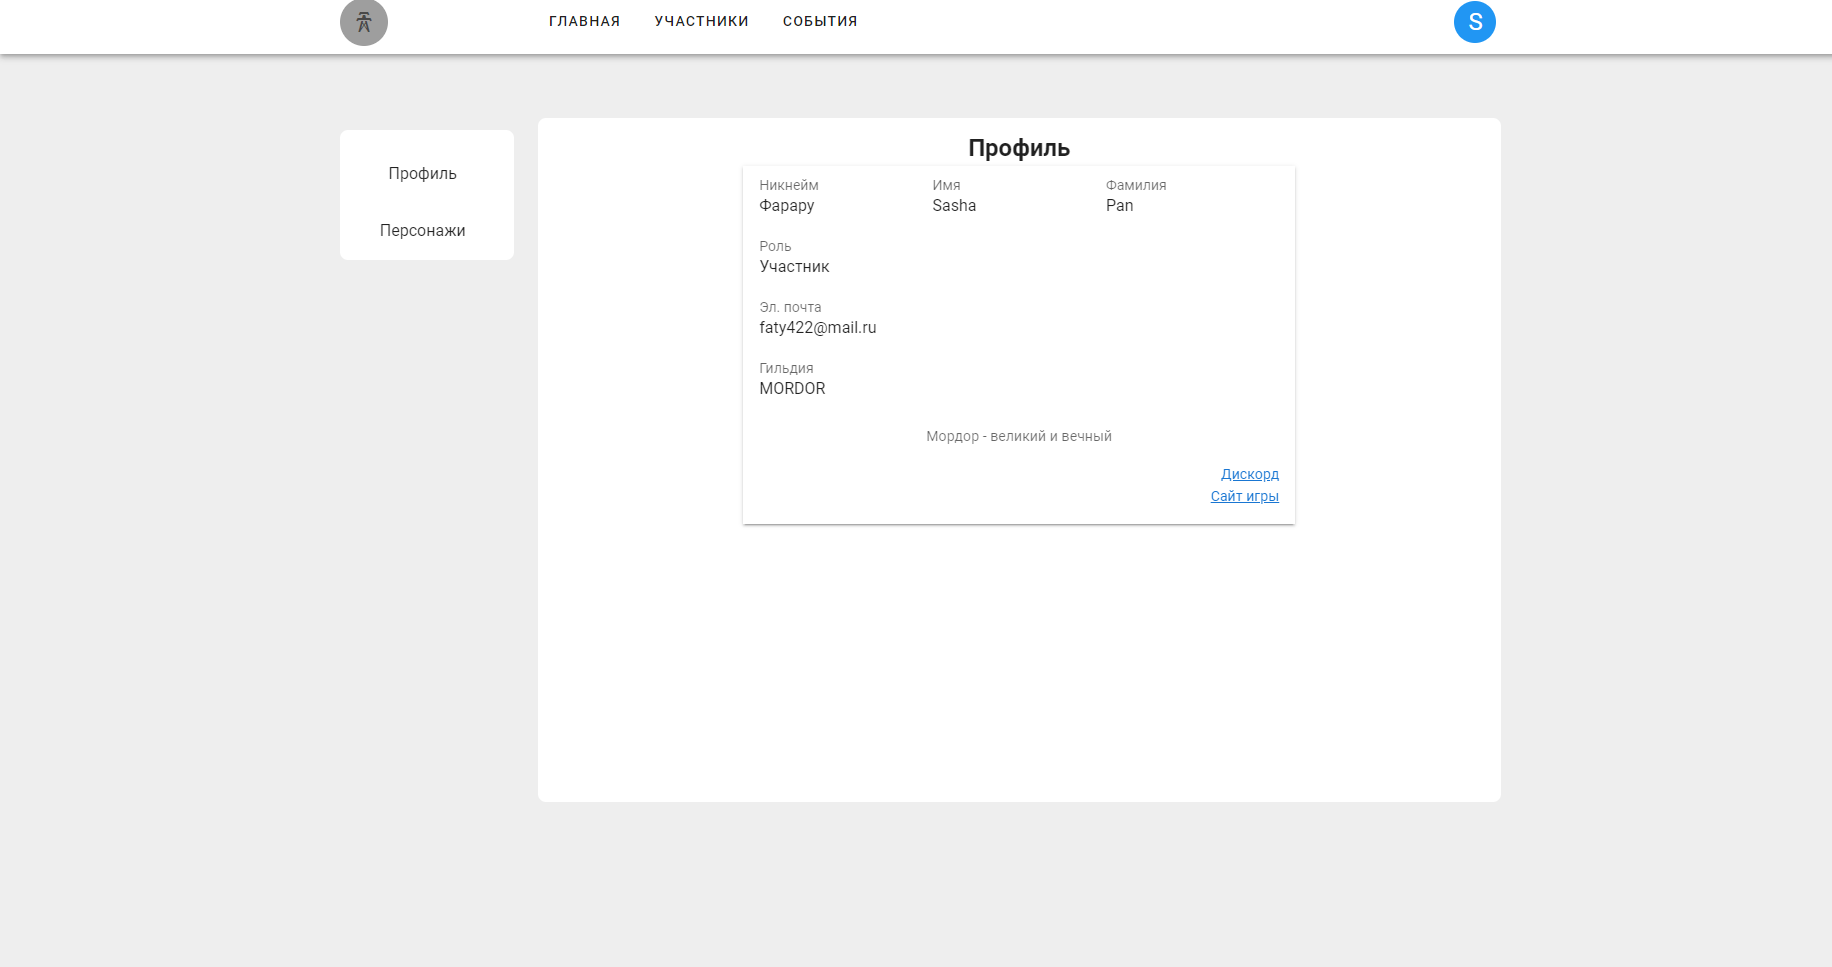 ГЛАВНАЯ УЧАСТНИКИ СОБЫТИЯ S
Профиль
Персонажи
Профиль
Никнейм Имя Фамилия
Фарару Sasha Pan
Роль
Участник
Эл. почта
faty422@mail.ru
Гильдия
MORDOR
Мордор - великий и вечный
Дискорд
Сайт игры